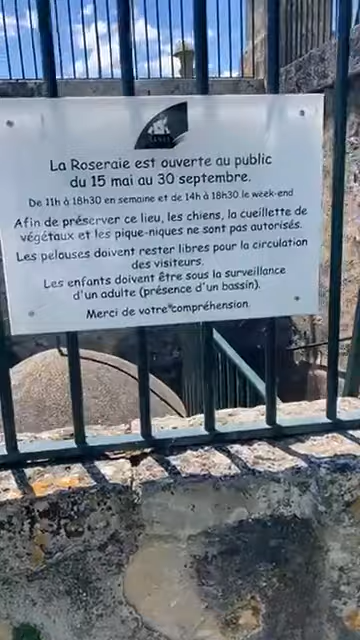 La Roseraie est ouverte au public
du 15 mai au 30 septembre.
De 11h à 18h30 en semaine et de 14h à 18h30 le week-end
Afin de préserver ce lieu, les chiens, la cueillette de
végétaux et les pique-niques ne sont pas autorisés.
Les pelouses doivent rester libres pour la circulation
des visiteurs.
Les enfants doivent être sous la surveillance
d'un adulte (présence d'un bassin).
Merci de votre compréhension.